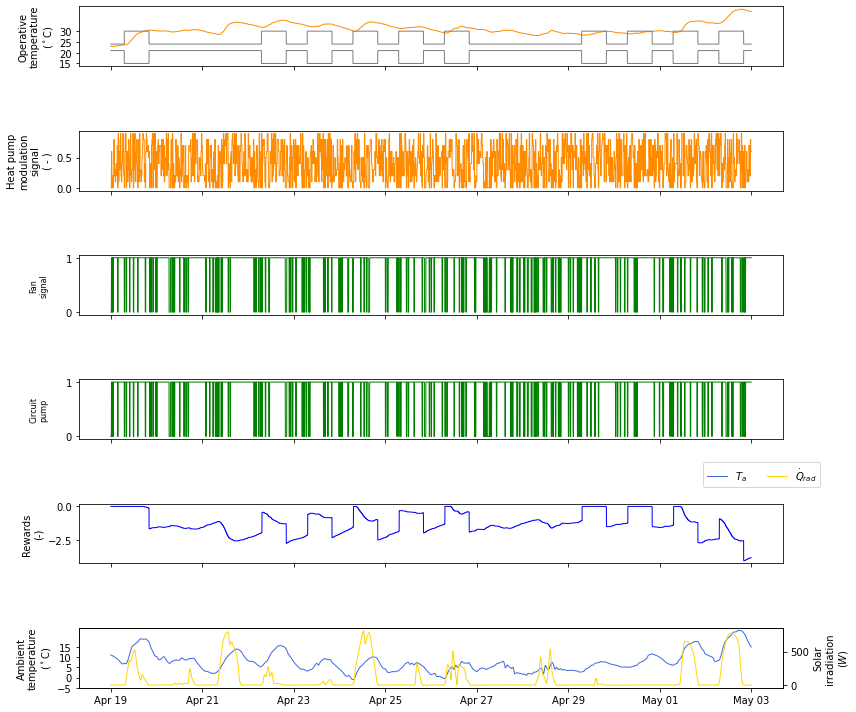 Operative
temperature
(°C)
30
25
20
15
Heat pump
modulation
signal
( - )
0.5
0.0
Fan
signal
1
0
Circuit
pump
1
0
T_a
Q̇_rad
Rewards
(-)
0.0
−2.5
Ambient
temperature
(°C)
15
10
5
0
−5
500
0
Solar
irradiation
(W)
Apr 19
Apr 21
Apr 23
Apr 25
Apr 27
Apr 29
May 01
May 03